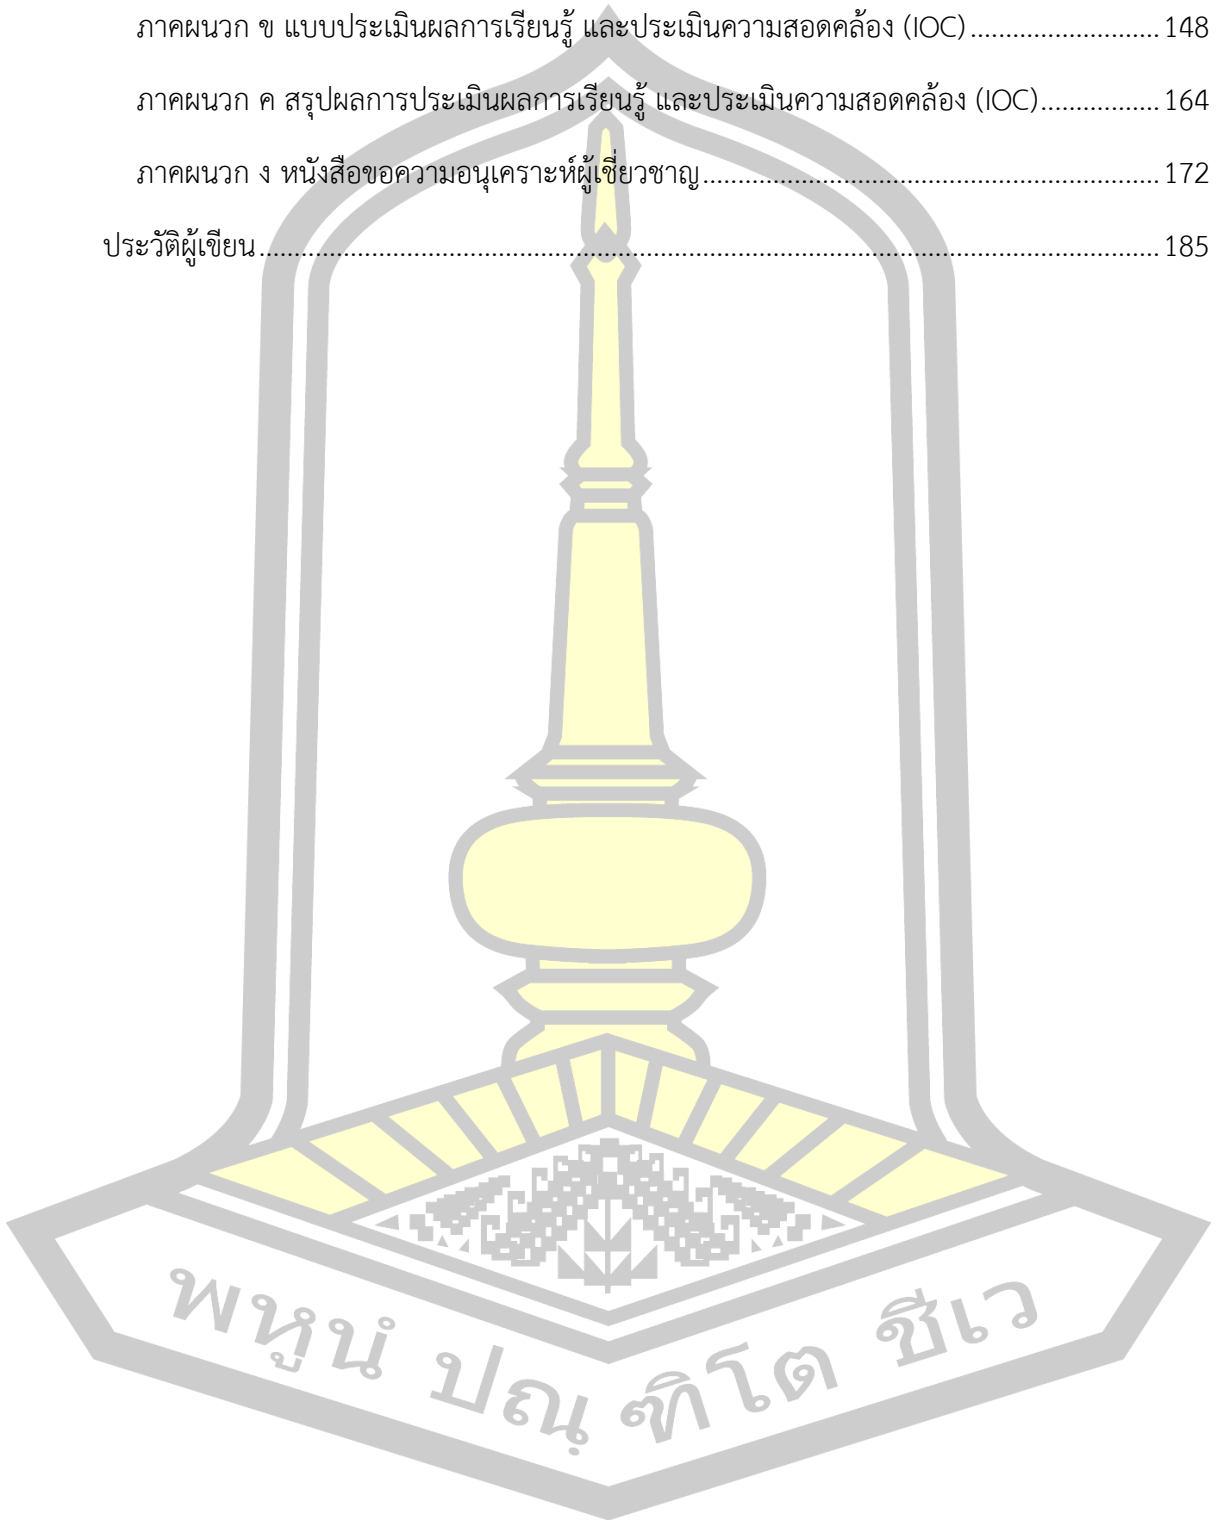 ภาคผนวก ข แบบประเมินผลการเรียนรู้ และประเมินความสอดคล้อง (IOC)......................... 148
ภาคผนวก ค สรุปผลการประเมินผลการเรียนรู้ และประเมินความสอดคล้อง (IOC)................ 164
ภาคผนวก ง หนังสือขอความอนุเคราะห์ผู้เชี่ยวชาญ............................................................. 172
ประวัติผู้เขียน........................................................................................................................ 185
พหูนํ ปณฺฑิโต ชีเว